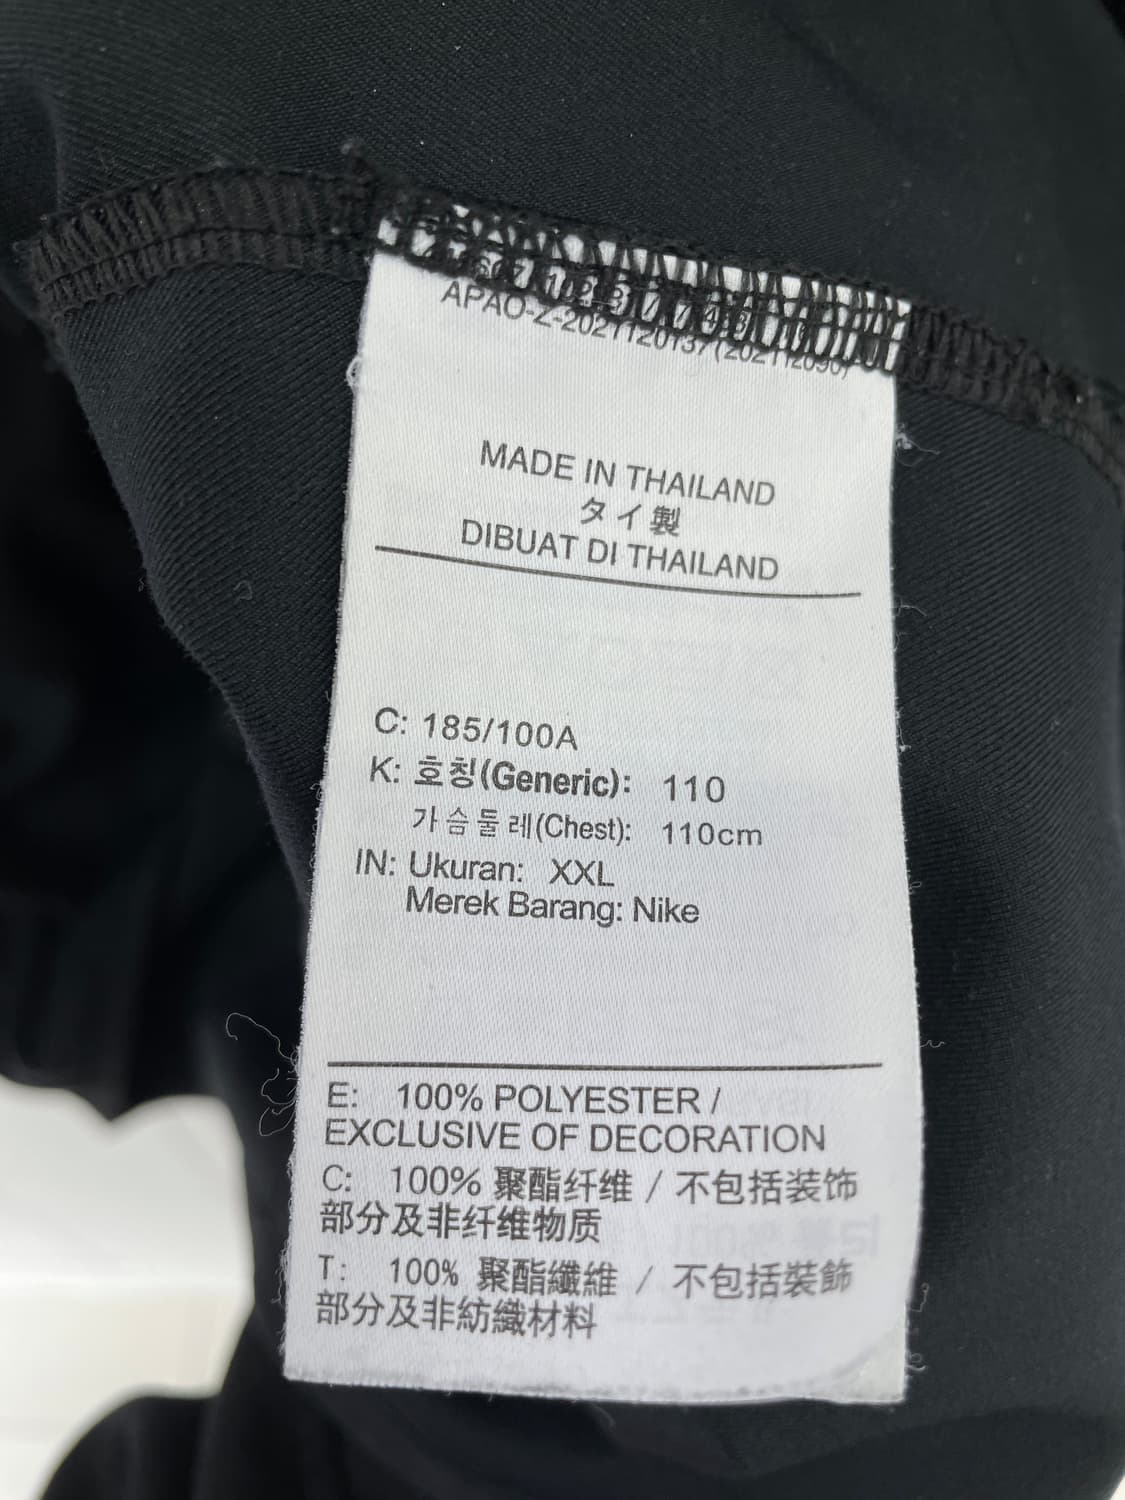 APAO-Z-2021120137(202112090)
MADE IN THAILAND
タイ製
DIBUAT DI THAILAND
C: 185/100A
K: 호칭(Generic): 110
가슴둘레(Chest): 110cm
IN: Ukuran: XXL
Merek Barang: Nike
E: 100% POLYESTER /
EXCLUSIVE OF DECORATION
C: 100% 聚酯纤维 / 不包括装饰
部分及非纤维物质
T: 100% 聚酯纖維 / 不包括裝飾
部分及非紡織材料